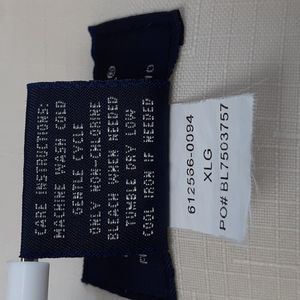 CARE INSTRUCTIONS:
MACHINE WASH COLD
GENTLE CYCLE
ONLY NON-CHLORINE
BLEACH WHEN NEEDED
TUMBLE DRY LOW
COOL IRON IF NEEDED
612536-0094
XLG
PO# BL7503757